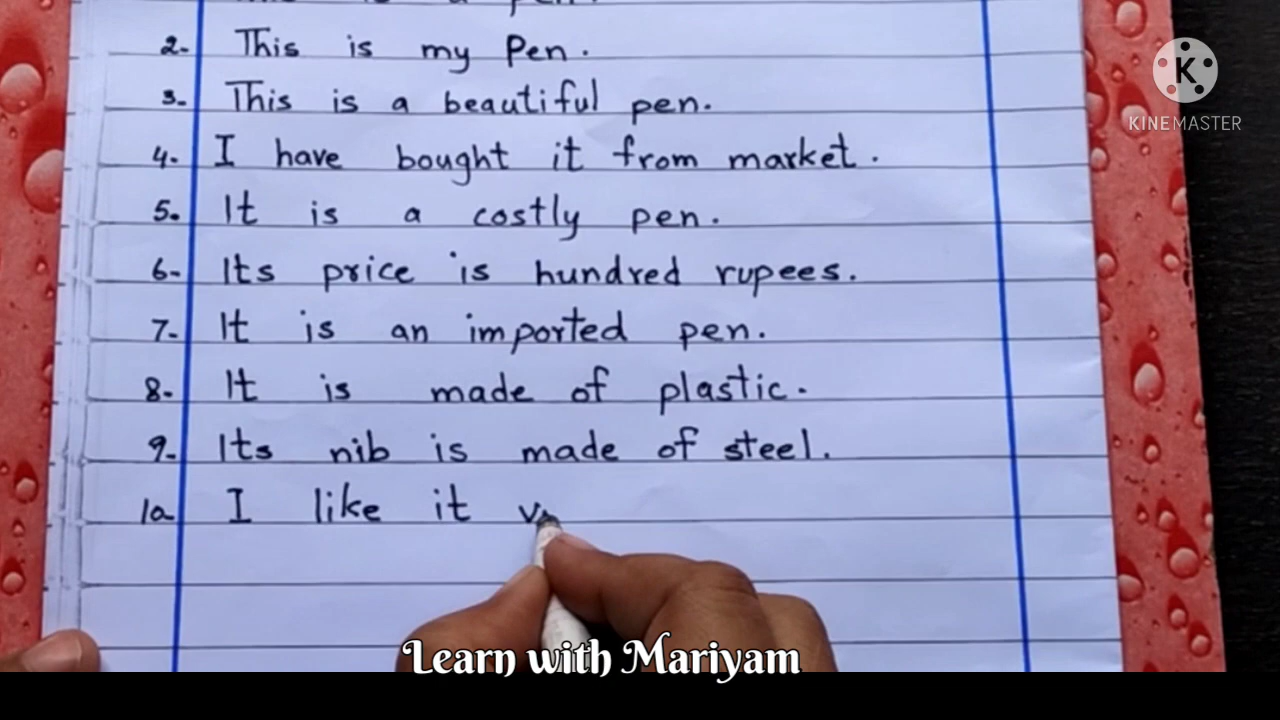 2- This is my Pen.
3- This is a beautiful pen.
4- I have bought it from market.
5. It is a costly pen.
6- Its price is hundred rupees.
7- It is an imported pen.
8- It is made of plastic.
9- Its nib is made of steel.
10 I like it
K
KINEMASTER
Learn with Mariyam